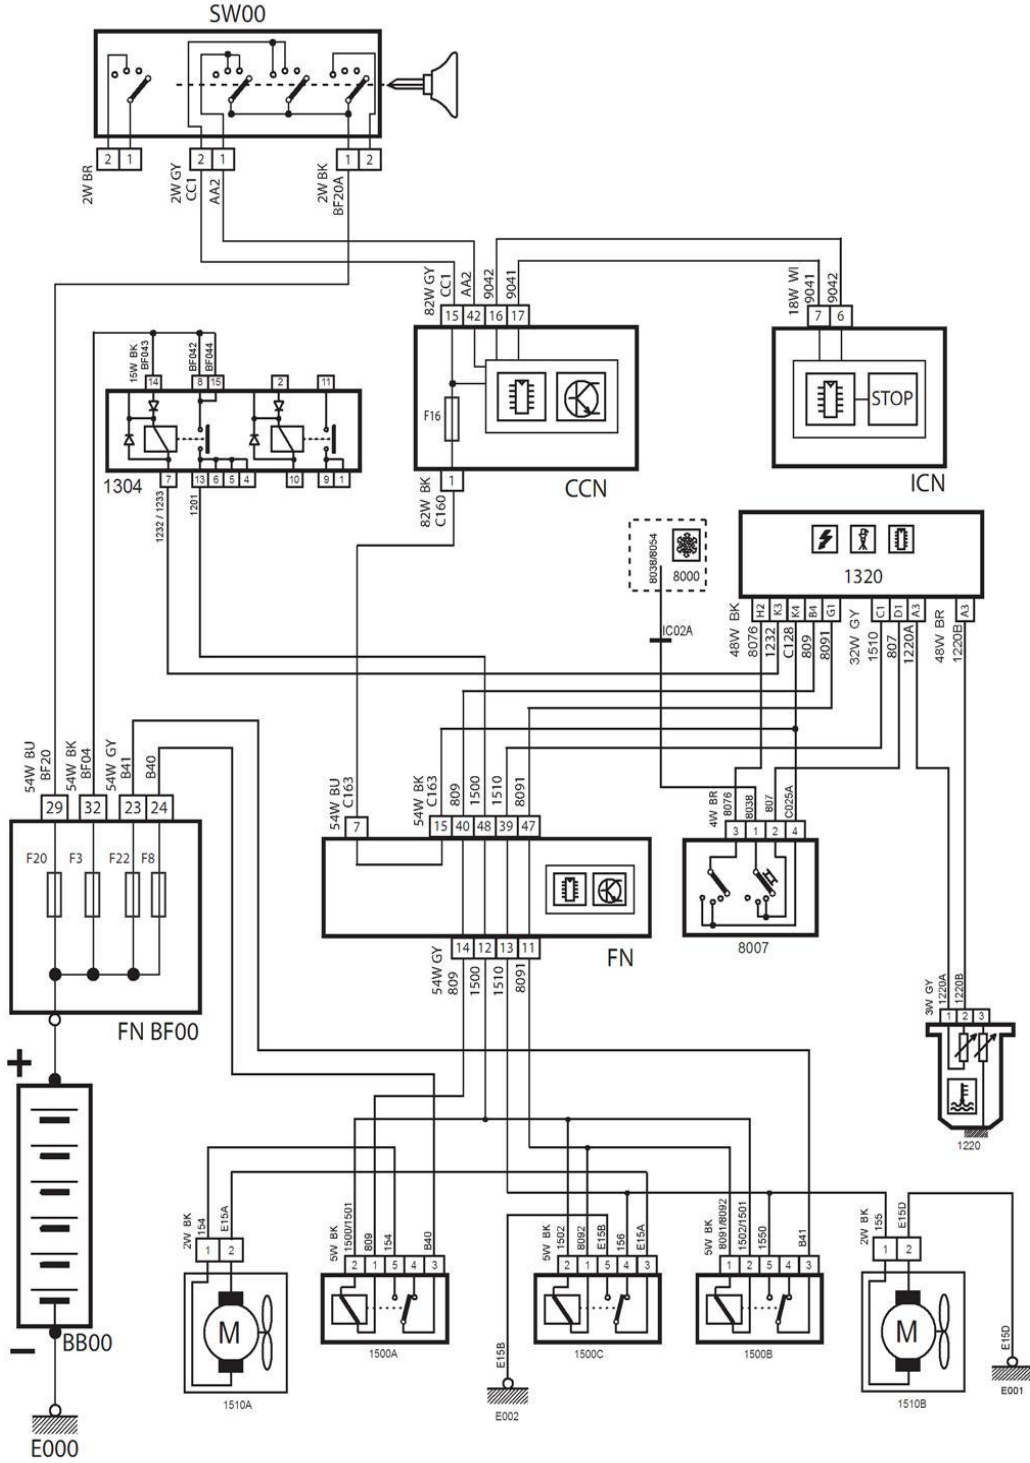 SW00
2 1
2 1
1 2
2W BR
2W GY
CC1
AA2
2W BK
BF20A
82W GY
CC1
AA2
9042
9041
18W WI
9041
9042
15 42 16 17
7 6
15W BK
BF043
BF042
BF044
14 8 15 2 11
F16
STOP
7 13 6 5 4 10 9 1
1304
1
CCN
ICN
1232 / 1233
1201
82W BK
C160
8038/8054
8000
1320
H2 K3 K4 B4 G1 C1 D1 A3 A3
IC02A
48W BK
8076
1232
C128
809
8091
32W GY
1510
807
1220A
48W BR
1220B
54W BU
BF20
54W BK
BF04
54W GY
B41
B40
54W BU
C163
54W BK
C163
809
1500
1510
8091
4W BR
8076
8038
807
C025A
29 32 23 24
7
15 40 48 39 47
3 1 2 4
F20 F3 F22 F8
14 12 13 11
FN
8007
54W GY
809
1500
1510
8091
3W GY
1220A
1220B
1 2 3
FN BF00
+
1220
2W BK
154
E15A
5W BK
1500/1501
809
154
B40
5W BK
1502
8092
E15B
156
E15A
5W BK
8091/8092
1502/1501
1550
B41
2W BK
155
E15D
1 2
2 1 5 4 3
2 1 5 4 3
1 2 5 4 3
1 2
M
M
BB00
−
1500A
1500C
1500B
E15B
E15D
1510A
1510B
E001
E002
E000